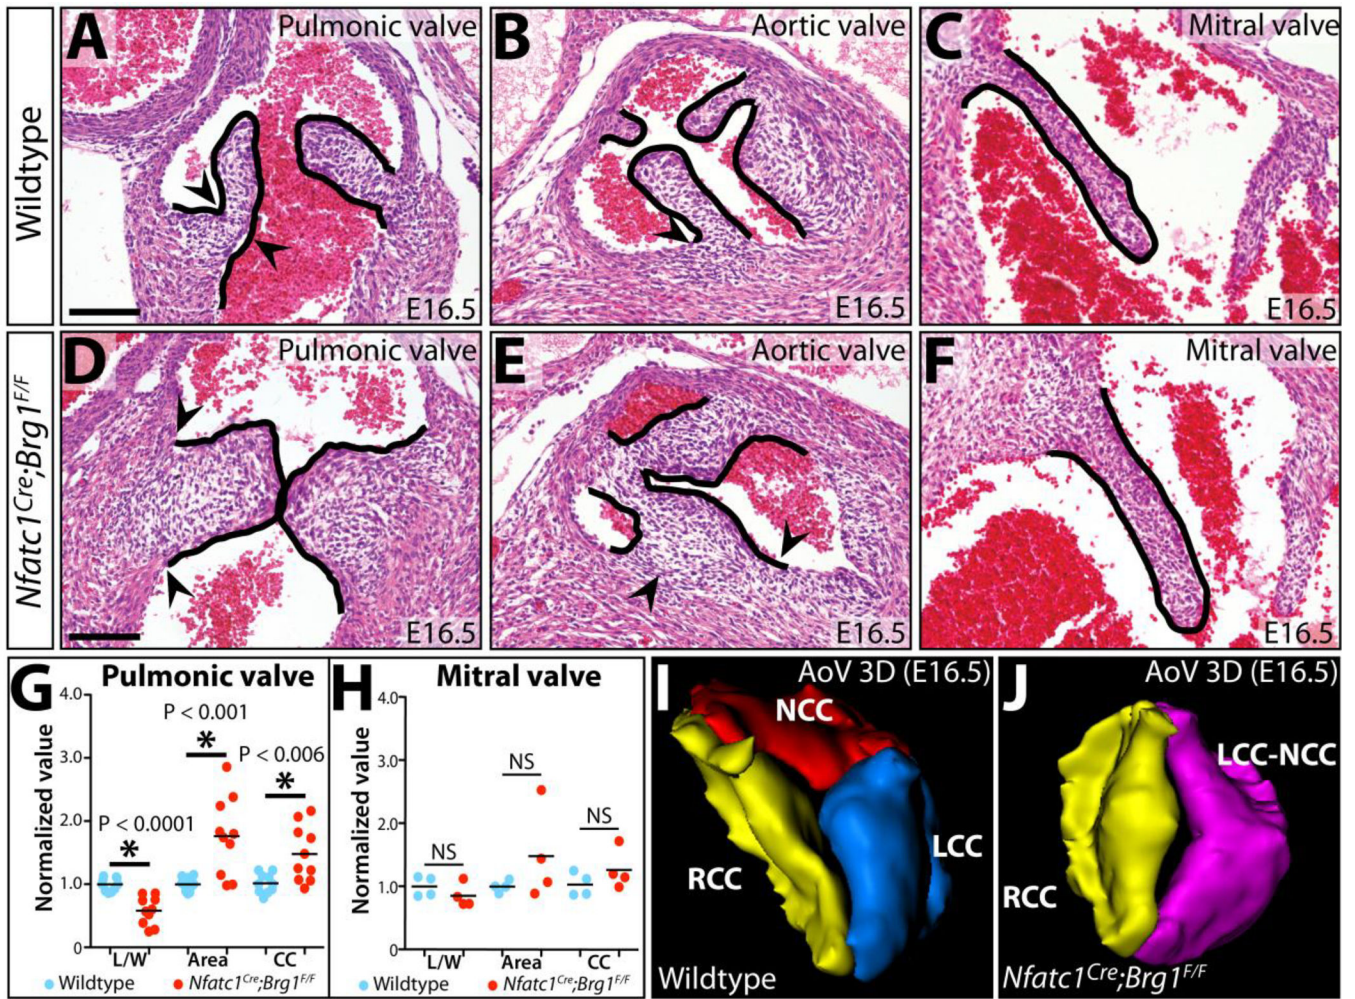 Wildtype
A Pulmonic valve
E16.5
B Aortic valve
E16.5
C Mitral valve
E16.5
Nfatc1Cre;Brg1F/F
D Pulmonic valve
E16.5
E Aortic valve
E16.5
F Mitral valve
E16.5
G Pulmonic valve
Normalized value
4.0
3.0
2.0
1.0
0
P < 0.0001
*
P < 0.001
*
P < 0.006
*
L/W Area CC
Wildtype Nfatc1Cre;Brg1F/F
H Mitral valve
Normalized value
4.0
3.0
2.0
1.0
0
NS
NS
NS
L/W Area CC
Wildtype Nfatc1Cre;Brg1F/F
I AoV 3D (E16.5)
NCC
LCC
RCC
Wildtype
J AoV 3D (E16.5)
LCC-NCC
RCC
Nfatc1Cre;Brg1F/F